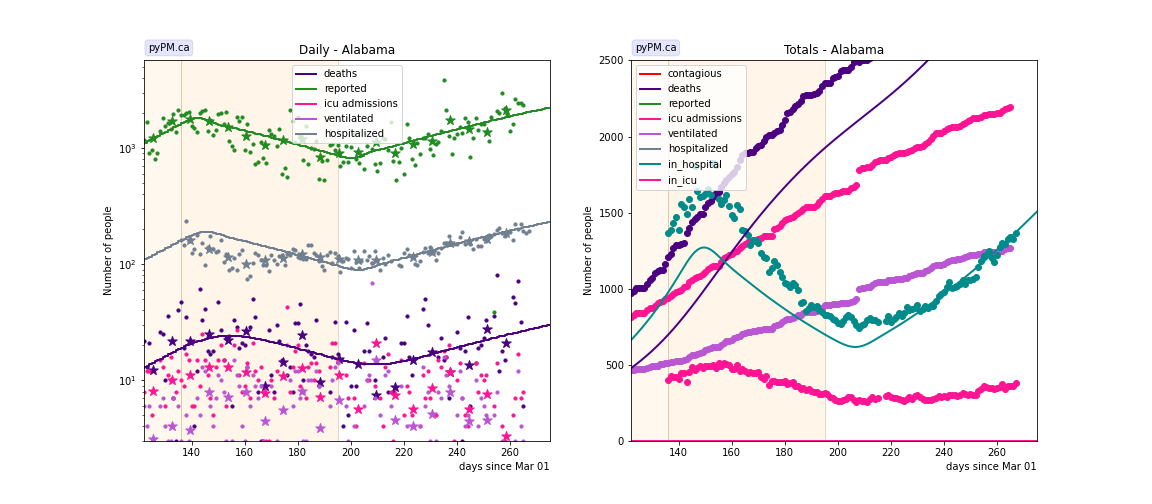 pyPM.ca
Daily - Alabama
deaths
reported
icu admissions
ventilated
hospitalized
Number of people
10³
10²
10¹
140 160 180 200 220 240 260
days since Mar 01
pyPM.ca
Totals - Alabama
contagious
deaths
reported
icu admissions
ventilated
hospitalized
in_hospital
in_icu
Number of people
2500
2000
1500
1000
500
0
140 160 180 200 220 240 260
days since Mar 01